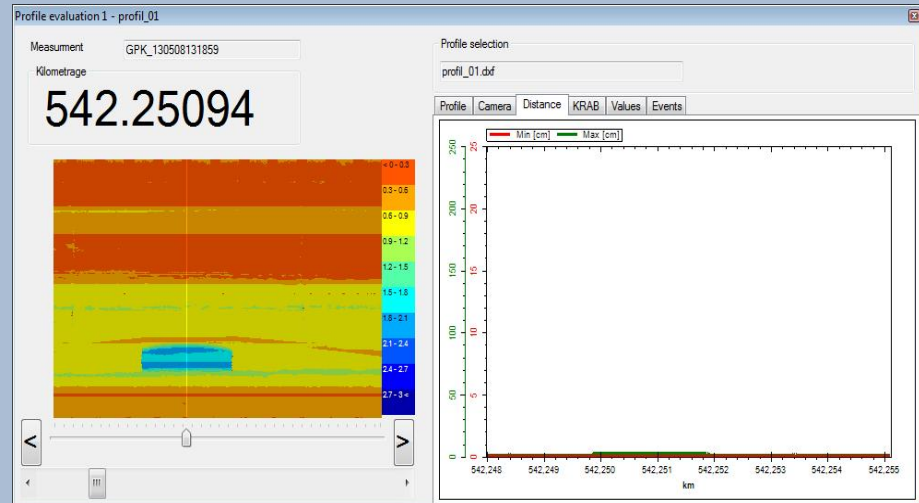 Profile evaluation 1 - profil_01
Measument
GPK_130508131859
Kilometrage
542.25094
< 0 - 0.3
0.3 - 0.6
0.6 - 0.9
0.9 - 1.2
1.2 - 1.5
1.5 - 1.8
1.8 - 2.1
2.1 - 2.4
2.4 - 2.7
2.7 - 3 <
<
>
Profile selection
profil_01.dxf
Profile Camera Distance KRAB Values Events
Min [cm] Max [cm]
250
200
150
100
50
0
25
20
15
10
5
0
542,248 542,249 542,250 542,251 542,252 542,253 542,254 542,255
km